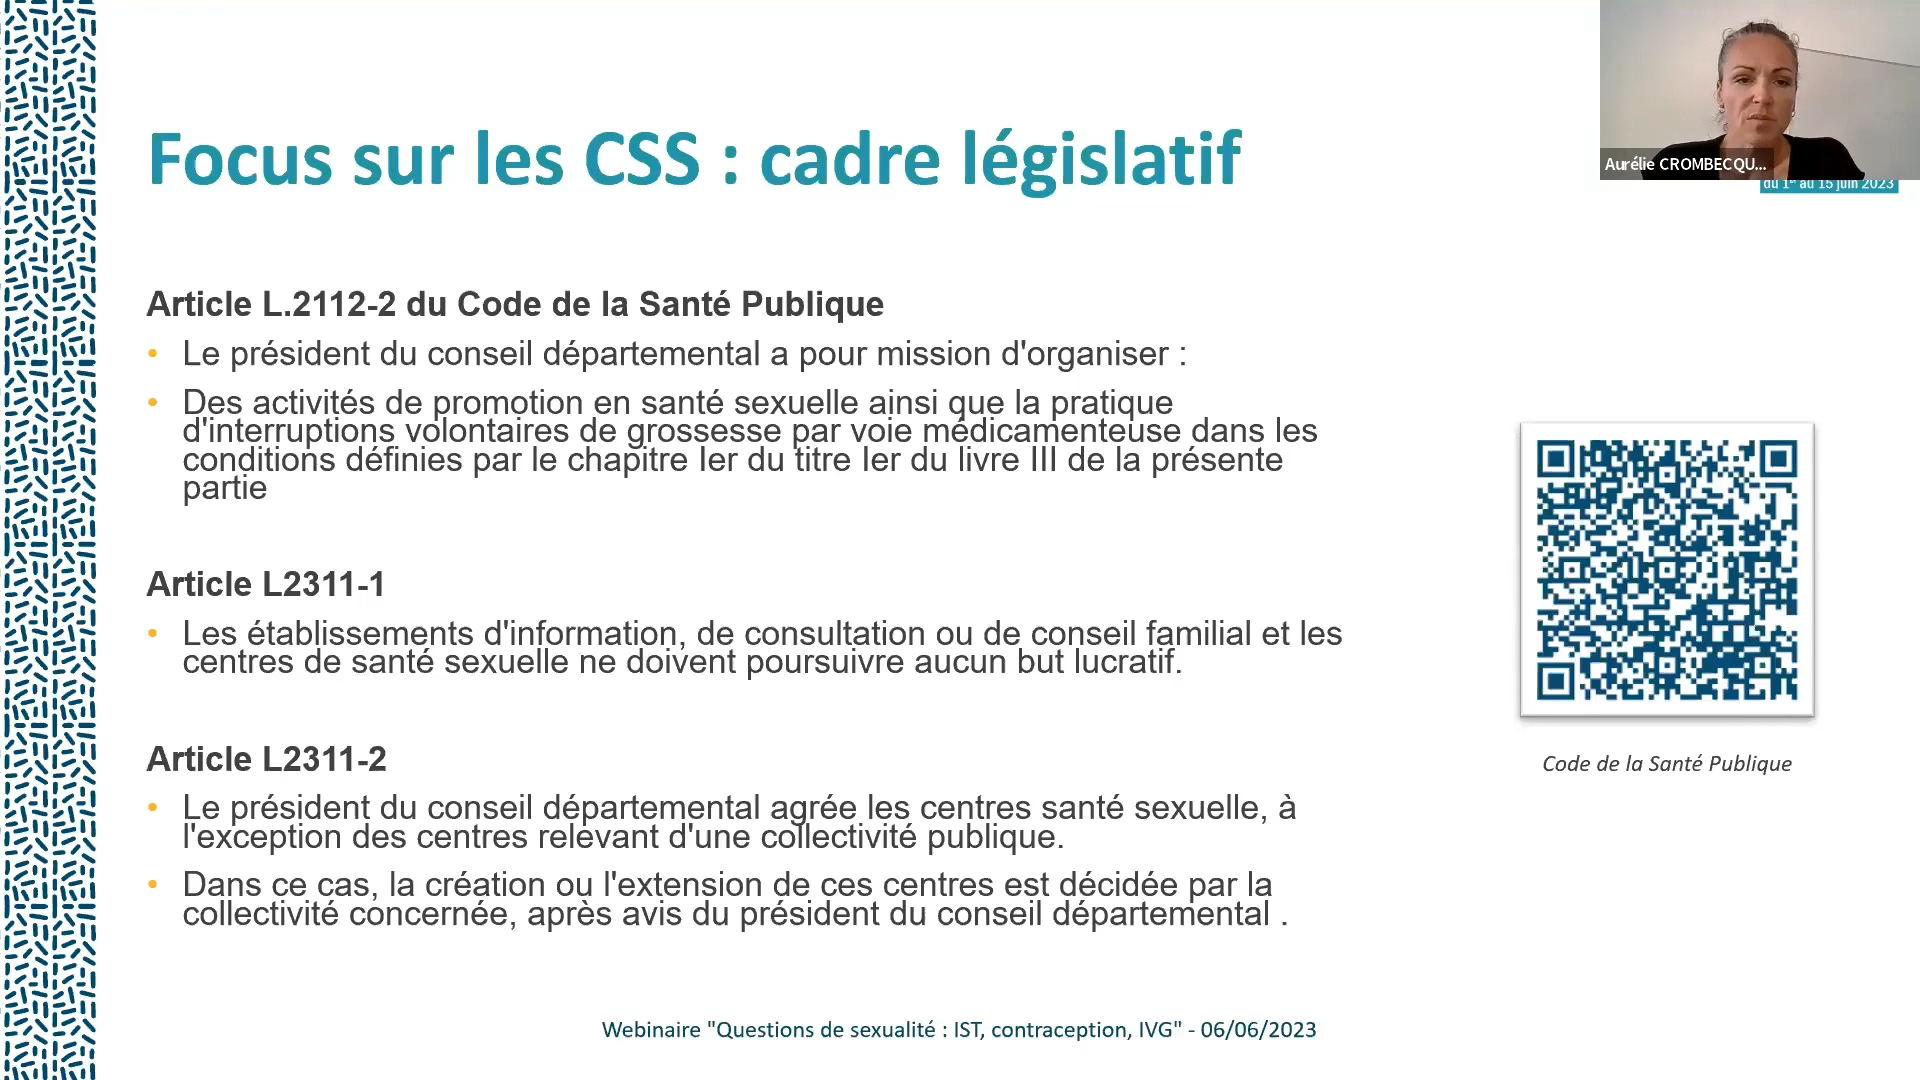 Focus sur les CSS : cadre législatif
Aurélie CROMBECQU...
du 1er au 15 juin 2023
Article L.2112-2 du Code de la Santé Publique
• Le président du conseil départemental a pour mission d'organiser :
• Des activités de promotion en santé sexuelle ainsi que la pratique
d'interruptions volontaires de grossesse par voie médicamenteuse dans les
conditions définies par le chapitre Ier du titre Ier du livre III de la présente
partie
Article L2311-1
• Les établissements d'information, de consultation ou de conseil familial et les
centres de santé sexuelle ne doivent poursuivre aucun but lucratif.
Article L2311-2
• Le président du conseil départemental agrée les centres santé sexuelle, à
l'exception des centres relevant d'une collectivité publique.
• Dans ce cas, la création ou l'extension de ces centres est décidée par la
collectivité concernée, après avis du président du conseil départemental .
Code de la Santé Publique
Webinaire "Questions de sexualité : IST, contraception, IVG" - 06/06/2023